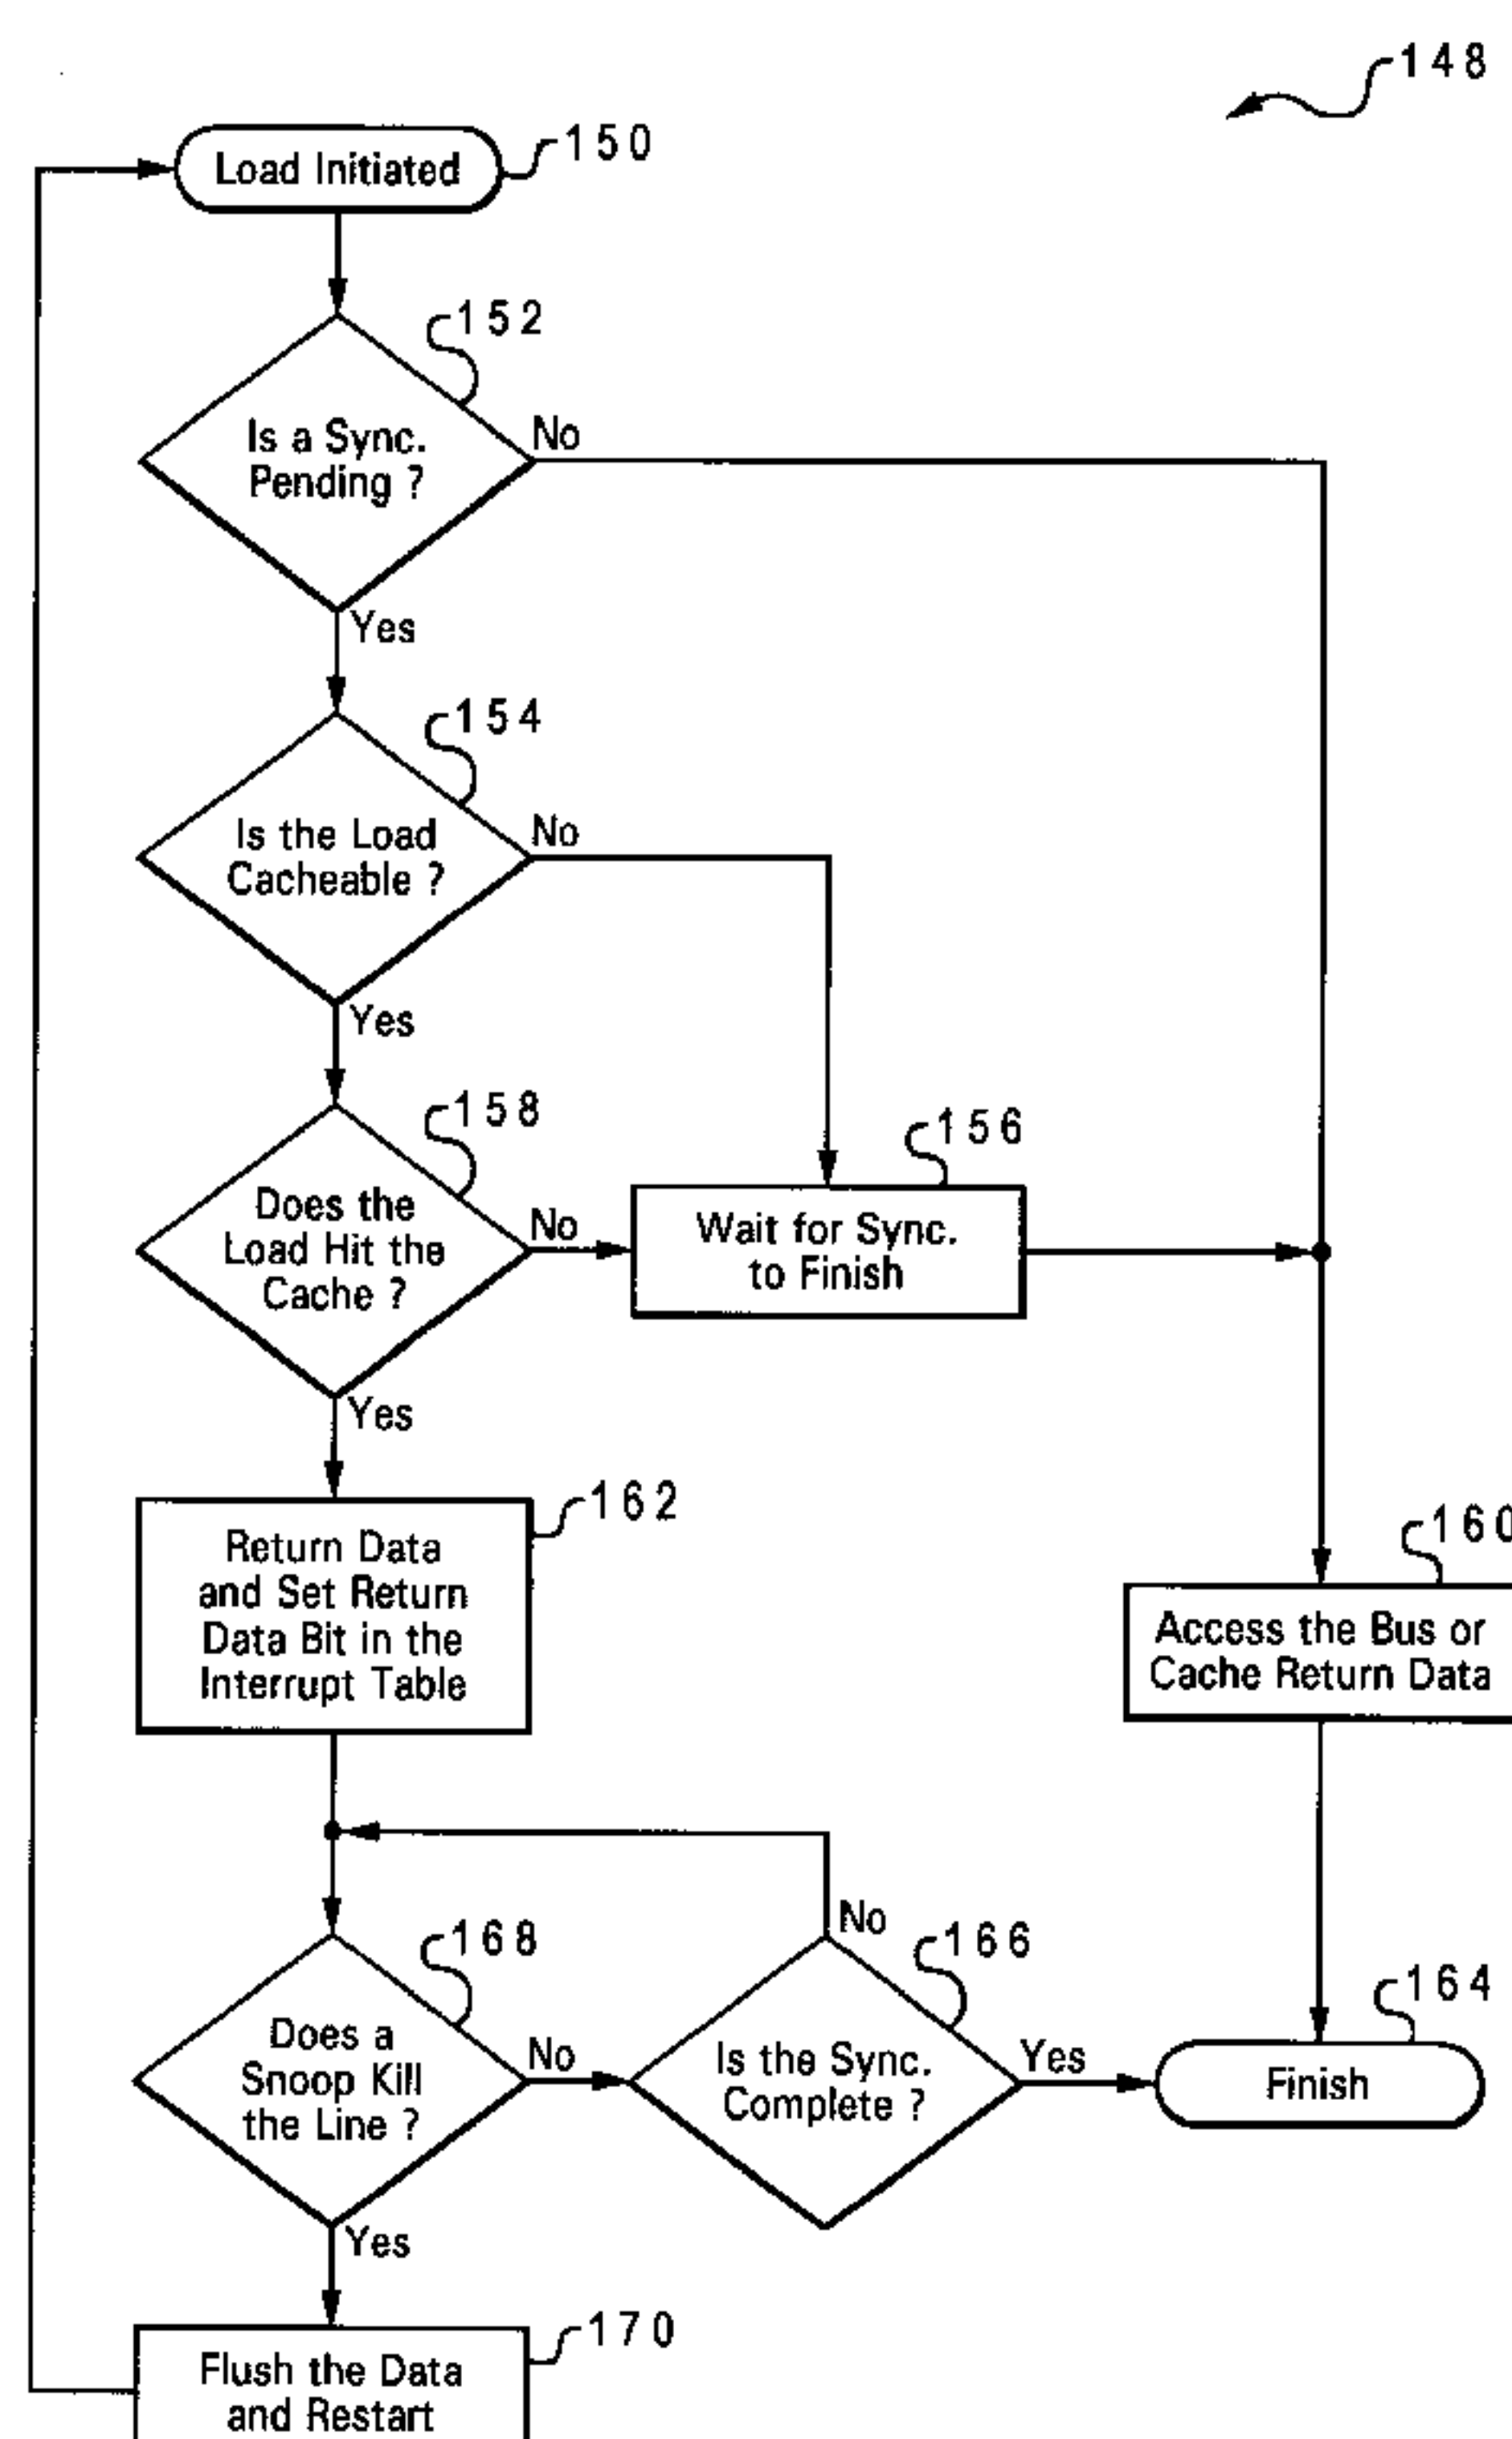 148
Load Initiated
150
152
Is a Sync.
Pending ?
No
Yes
154
Is the Load
Cacheable ?
No
Yes
158
Does the
Load Hit the
Cache ?
No
Yes
156
Wait for Sync.
to Finish
162
Return Data
and Set Return
Data Bit in the
Interrupt Table
160
Access the Bus or
Cache Return Data
168
Does a
Snoop Kill
the Line ?
No
Yes
166
Is the Sync.
Complete ?
No
Yes
164
Finish
170
Flush the Data
and Restart